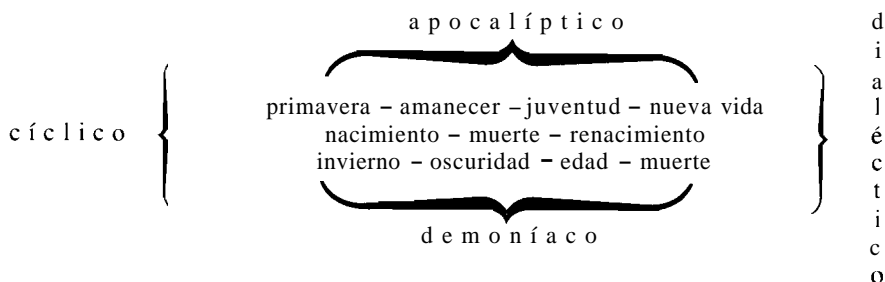 apocalíptico
cíclico
primavera – amanecer – juventud – nueva vida
nacimiento – muerte – renacimiento
invierno – oscuridad – edad – muerte
demoníaco
dialéctico